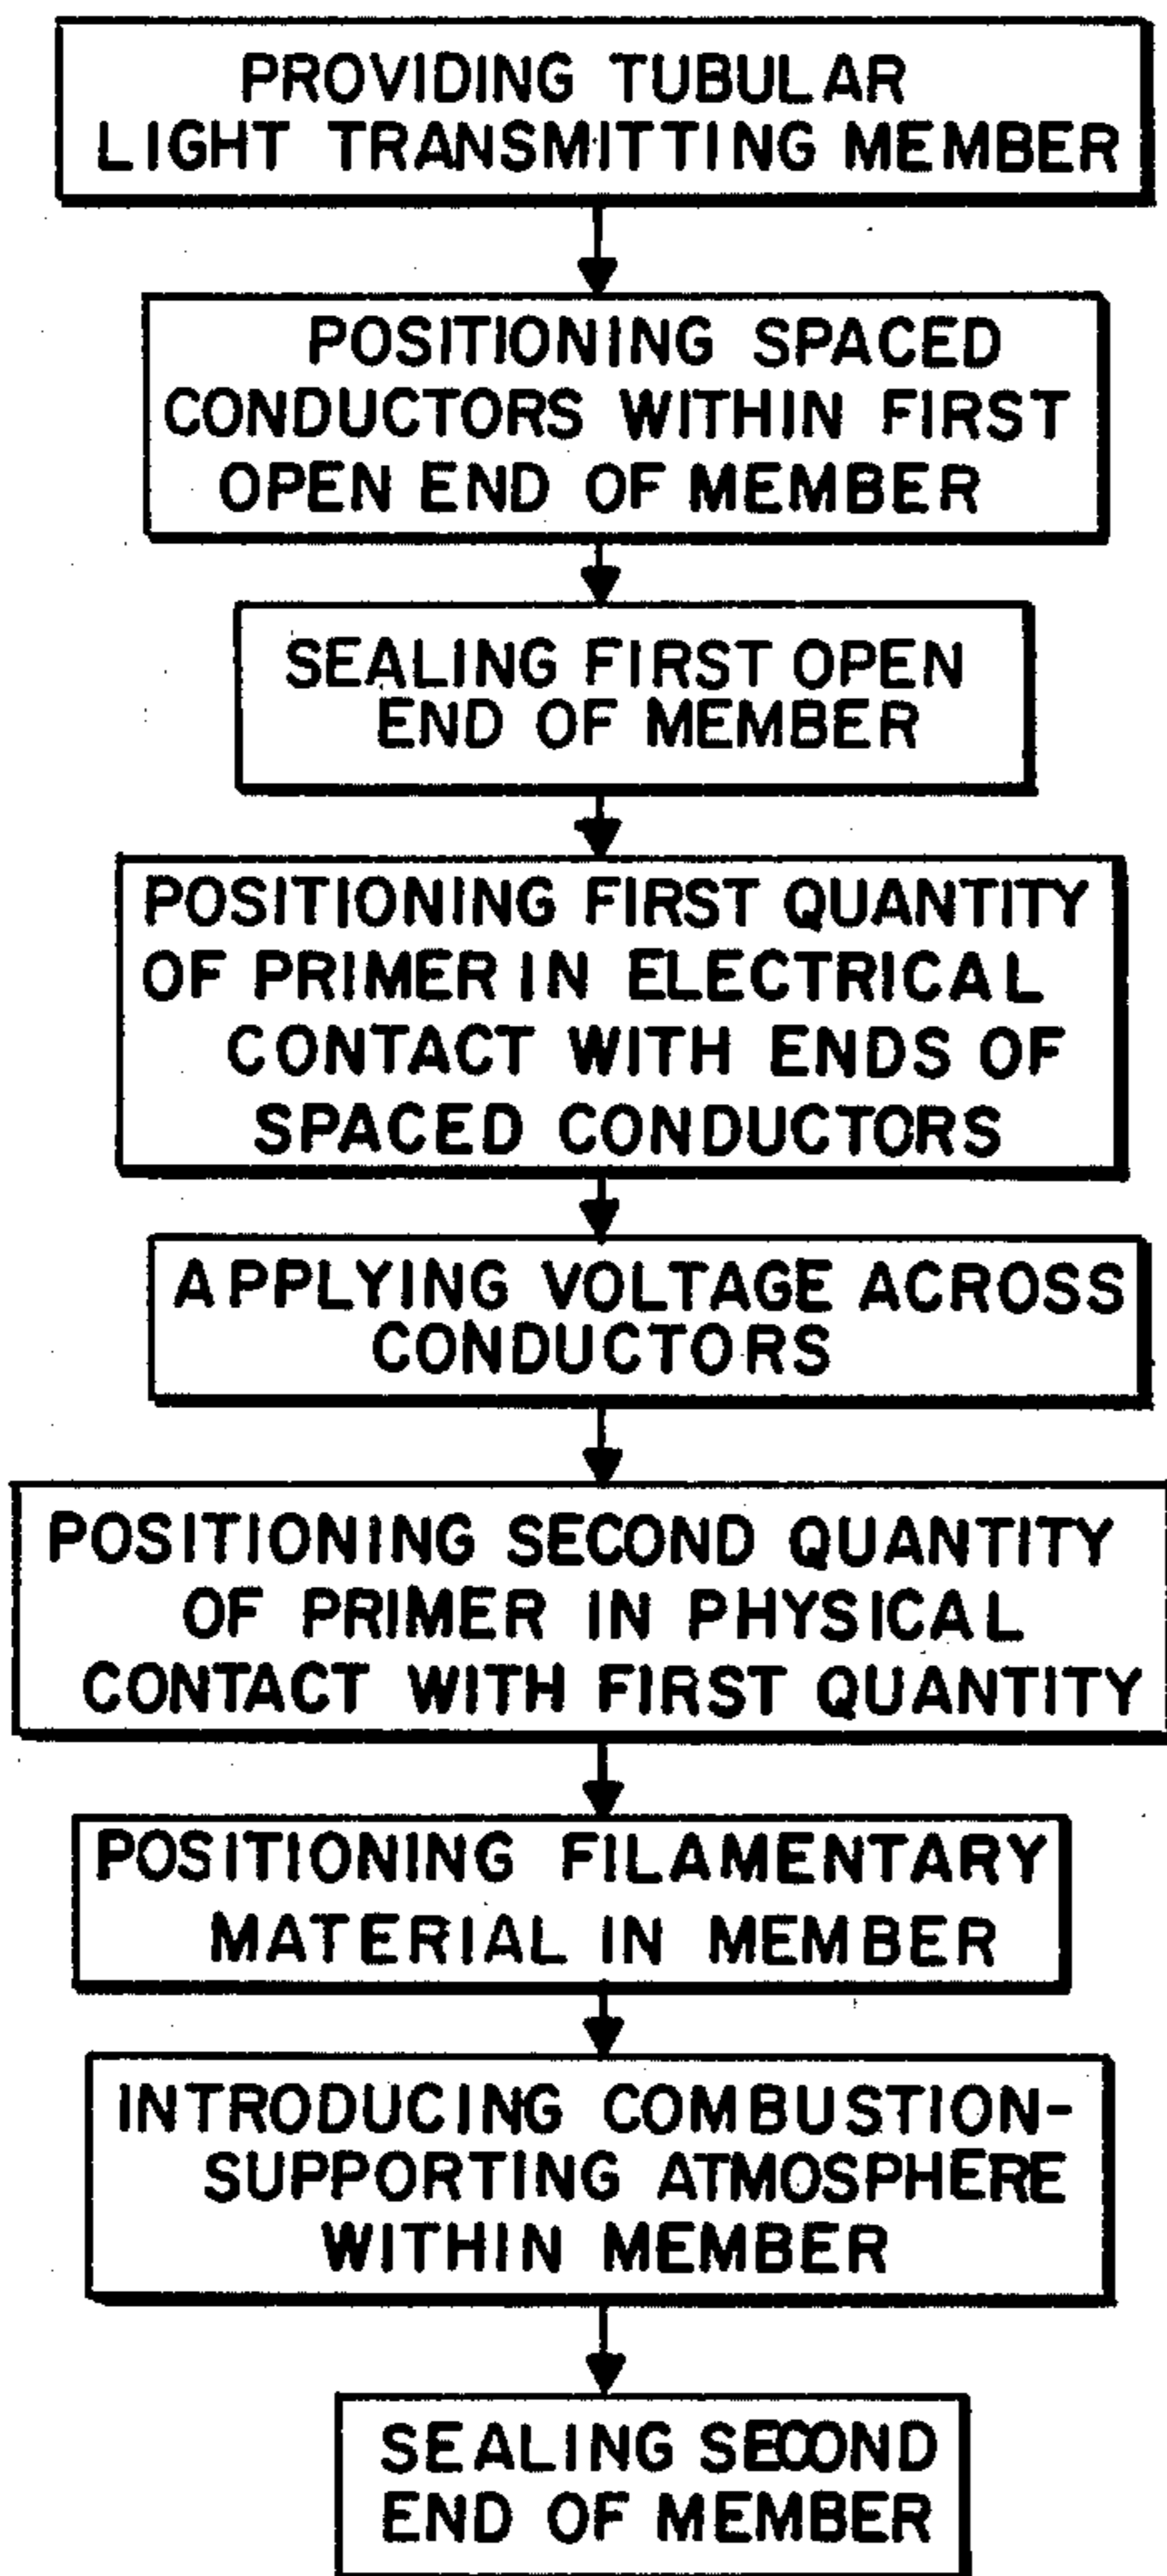 PROVIDING TUBULAR
LIGHT TRANSMITTING MEMBER
POSITIONING SPACED
CONDUCTORS WITHIN FIRST
OPEN END OF MEMBER
SEALING FIRST OPEN
END OF MEMBER
POSITIONING FIRST QUANTITY
OF PRIMER IN ELECTRICAL
CONTACT WITH ENDS OF
SPACED CONDUCTORS
APPLYING VOLTAGE ACROSS
CONDUCTORS
POSITIONING SECOND QUANTITY
OF PRIMER IN PHYSICAL
CONTACT WITH FIRST QUANTITY
POSITIONING FILAMENTARY
MATERIAL IN MEMBER
INTRODUCING COMBUSTION-
SUPPORTING ATMOSPHERE
WITHIN MEMBER
SEALING SECOND
END OF MEMBER